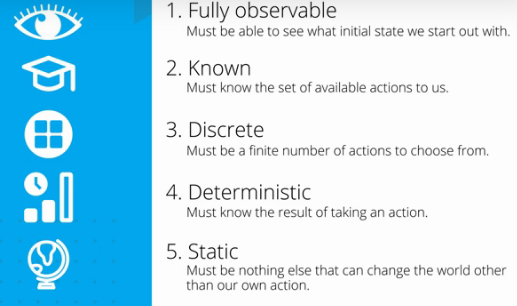 1. Fully observable
Must be able to see what initial state we start out with.
2. Known
Must know the set of available actions to us.
3. Discrete
Must be a finite number of actions to choose from.
4. Deterministic
Must know the result of taking an action.
5. Static
Must be nothing else that can change the world other
than our own action.